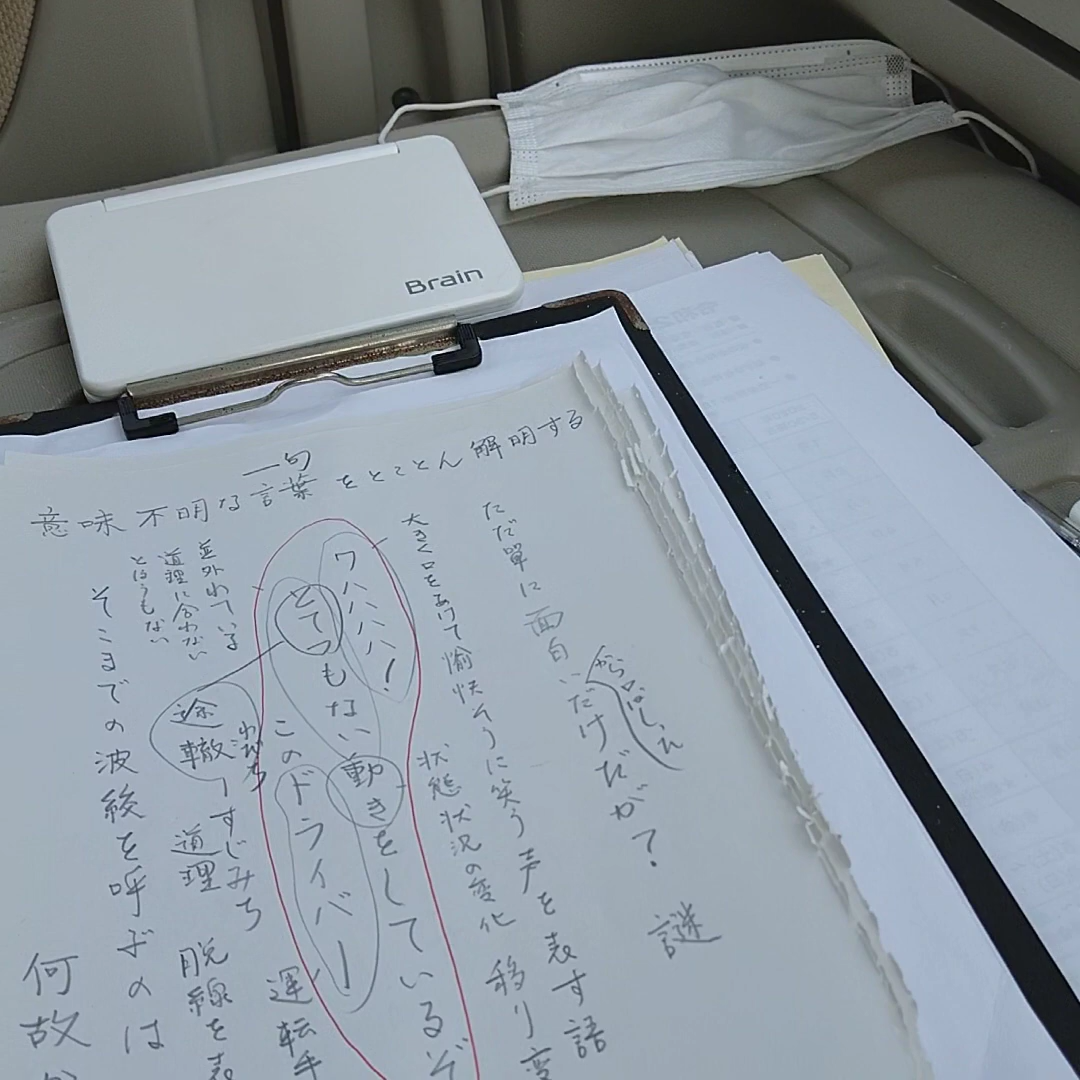 Brain
意味不明な一句言葉をとことん解明する
ただ単に面白いだけだが？
から口ばしった
謎
大きく口をあけて愉快そうに笑う声を表す語
状態状況の変化 移り変
ワハハハ！
とてつもない動きをしているぞ
このドライバー
運転手
並外れている
道理に合わない
とほうもない
途轍ーすじみち
わだち
道理 脱線を表
そこまでの波紋を呼ぶのは
何故か